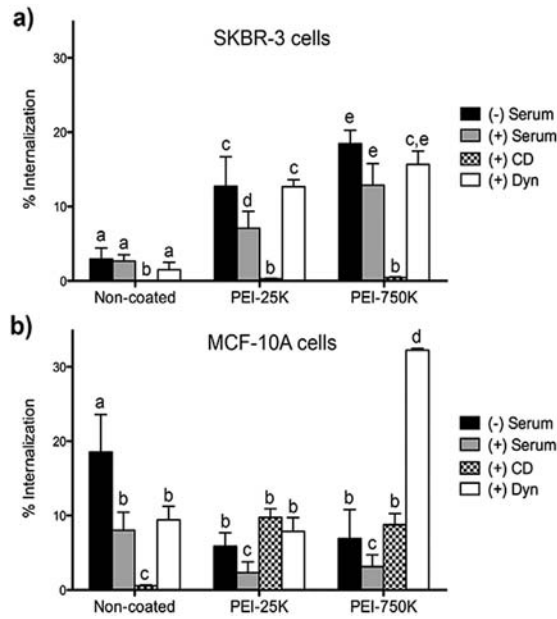 a)
SKBR-3 cells
% Internalization
30
20
10
0
a a b a
c d b c
e e b c,e
Non-coated PEI-25K PEI-750K
(-) Serum
(+) Serum
(+) CD
(+) Dyn
b)
MCF-10A cells
% Internalization
30
20
10
0
a b c b
b c b b
b c b d
Non-coated PEI-25K PEI-750K
(-) Serum
(+) Serum
(+) CD
(+) Dyn